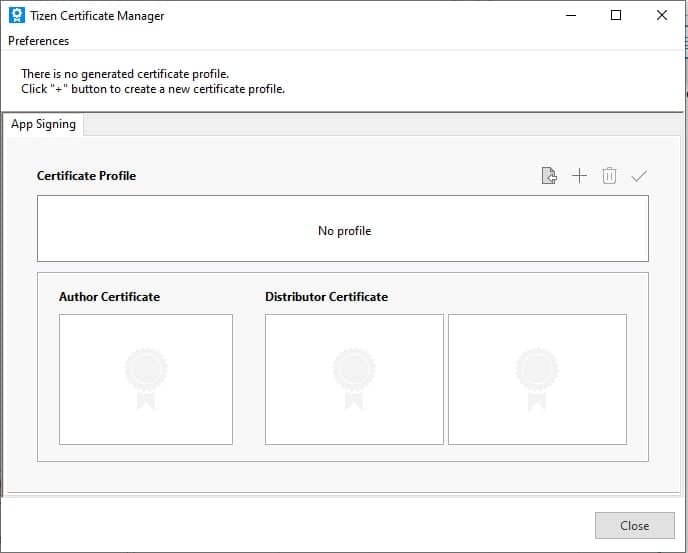 Tizen Certificate Manager
Preferences
There is no generated certificate profile.
Click "+" button to create a new certificate profile.
App Signing
Certificate Profile
No profile
Author Certificate
Distributor Certificate
Close